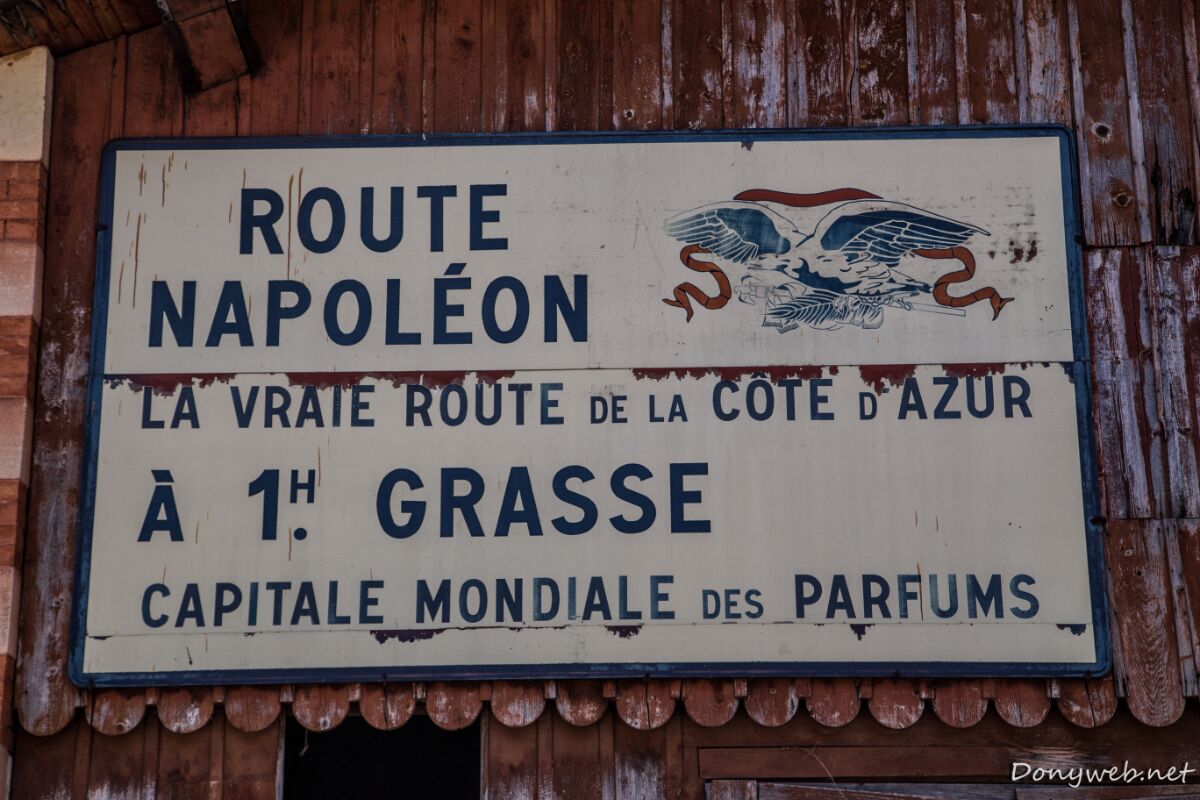 ROUTE
NAPOLÉON
LA VRAIE ROUTE DE LA CÔTE D'AZUR
À 1H. GRASSE
CAPITALE MONDIALE DES PARFUMS
Donyweb.net